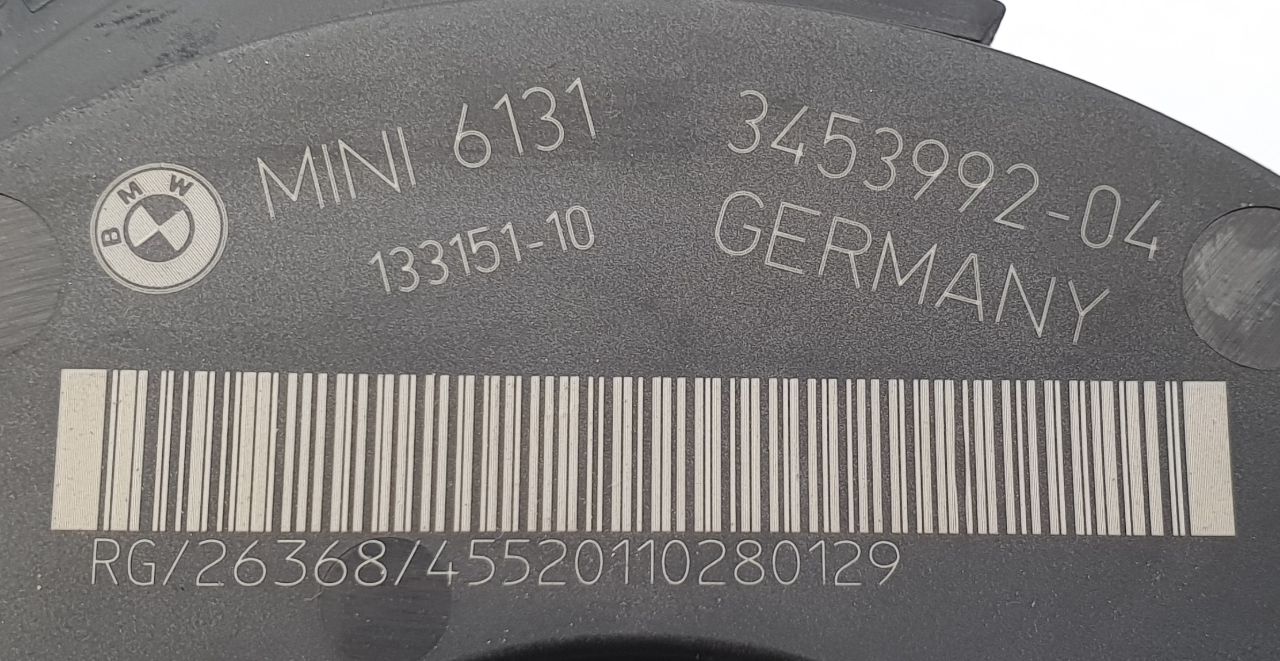 BMW
MINI 6131 3453992-04
133151-10 GERMANY
RG/26368/45520110280129